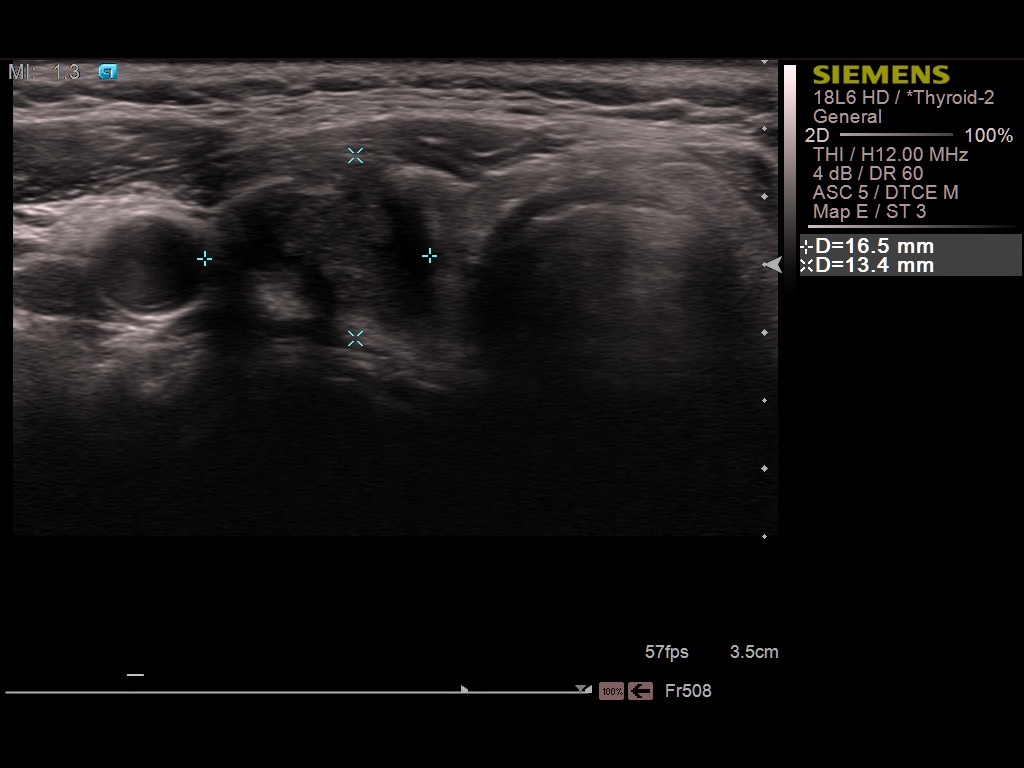 MI: 1.3
SIEMENS
18L6 HD / *Thyroid-2
General
2D 100%
THI / H12.00 MHz
4 dB / DR 60
ASC 5 / DTCE M
Map E / ST 3
D=16.5 mm
D=13.4 mm
57fps 3.5cm
100% Fr508